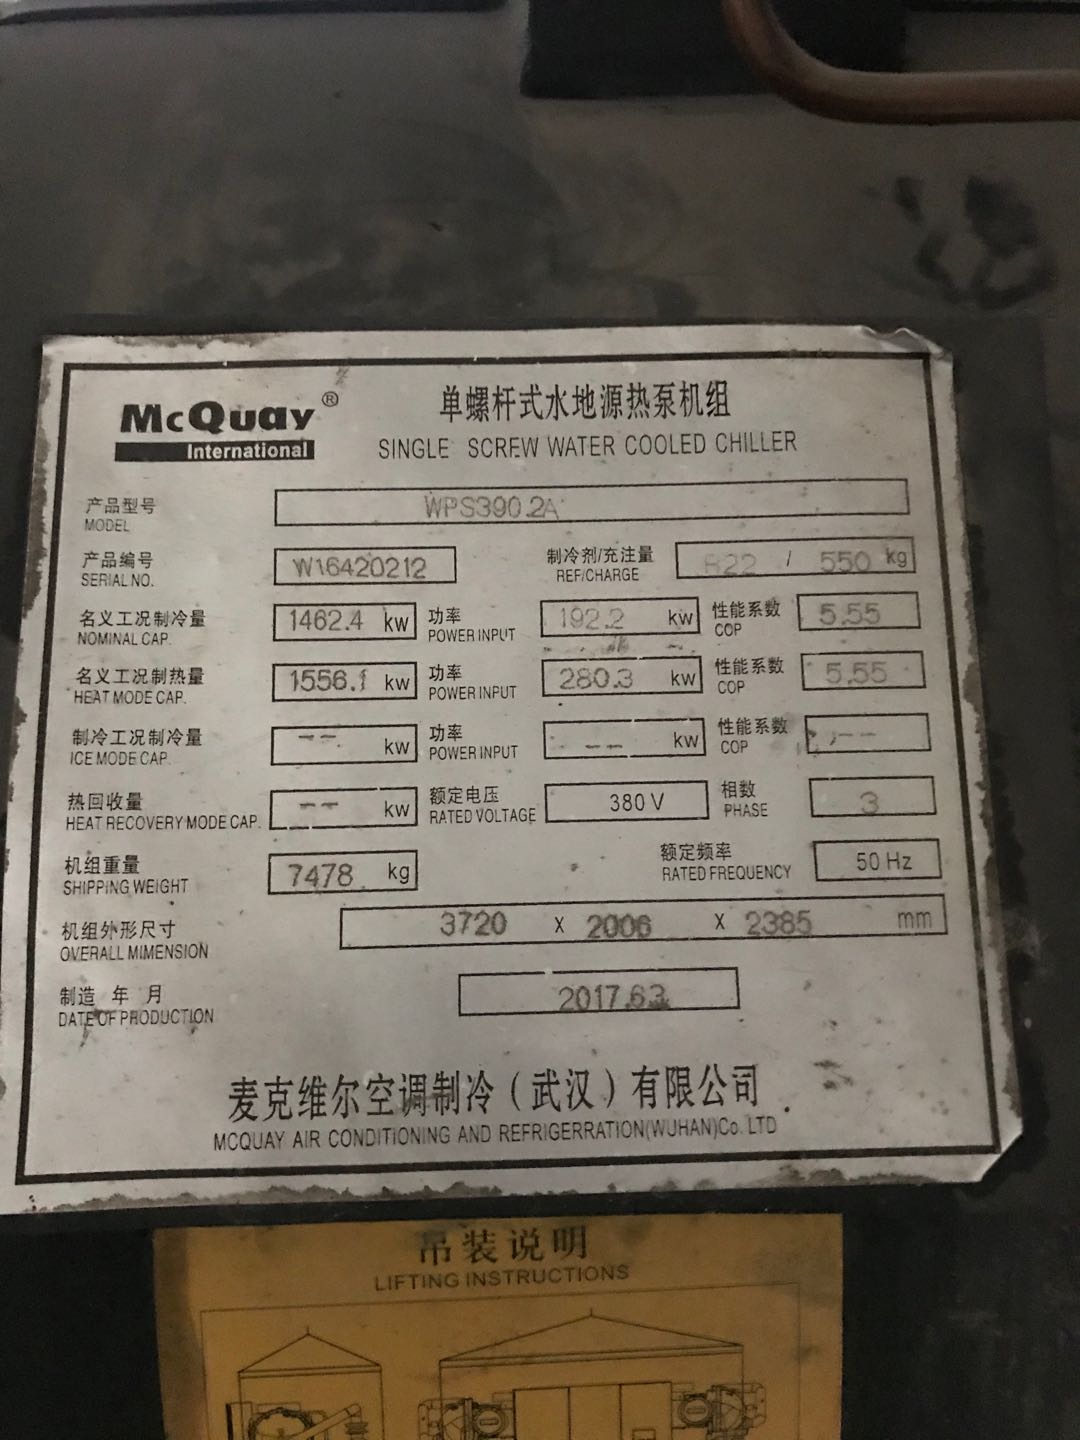 McQuay®
International
单螺杆式水地源热泵机组
SINGLE SCREW WATER COOLED CHILLER
产品型号
MODEL
WPS390.2A
产品编号
SERIAL NO.
W16420212
制冷剂/充注量
REF/CHARGE
R22 / 550 kg
名义工况制冷量
NOMINAL CAP.
1462.4 kw
功率
POWER INPUT
192.2 kw
性能系数
COP
5.55
名义工况制热量
HEAT MODE CAP.
1556.1 kw
功率
POWER INPUT
280.3 kw
性能系数
COP
5.55
制冷工况制冷量
ICE MODE CAP.
-- kw
功率
POWER INPUT
-- kw
性能系数
COP
--
热回收量
HEAT RECOVERY MODE CAP.
-- kw
额定电压
RATED VOLTAGE
380 V
相数
PHASE
3
机组重量
SHIPPING WEIGHT
7478 kg
额定频率
RATED FREQUENCY
50 Hz
机组外形尺寸
OVERALL MIMENSION
3720 x 2006 x 2385 mm
制造 年 月
DATE OF PRODUCTION
麦克维尔空调制冷（武汉）有限公司
MCQUAY AIR CONDITIONING AND REFRIGERRATION(WUHAN)Co. LTD
吊装说明
LIFTING INSTRUCTIONS